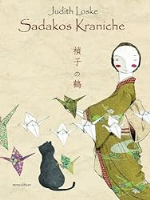 Judith Loske
Sadakos Kraniche
禎子の鶴